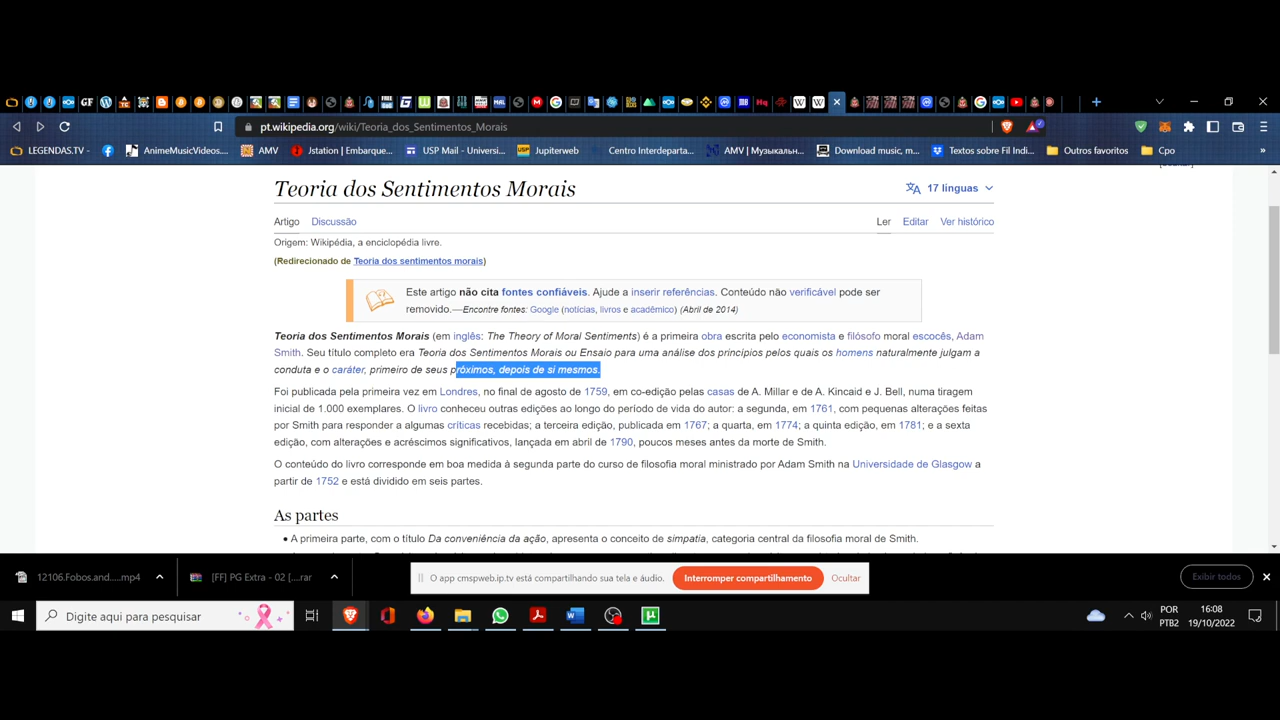 GF
pt.wikipedia.org/wiki/Teoria_dos_Sentimentos_Morais
LEGENDAS.TV -
AnimeMusicVideos...
AMV
Jstation | Embarque...
USP Mail - Universi...
Jupiterweb
Centro Interdeparta...
AMV | Музыкальн...
Download music, m...
Textos sobre Fil Indi...
Outros favoritos
Cpo
Teoria dos Sentimentos Morais
17 línguas
Artigo Discussão
Ler Editar Ver histórico
Origem: Wikipédia, a enciclopédia livre.
(Redirecionado de Teoria dos sentimentos morais)
Este artigo não cita fontes confiáveis. Ajude a inserir referências. Conteúdo não verificável pode ser
removido.—Encontre fontes: Google (notícias, livros e acadêmico) (Abril de 2014)
Teoria dos Sentimentos Morais (em inglês: The Theory of Moral Sentiments) é a primeira obra escrita pelo economista e filósofo moral escocês, Adam
Smith. Seu título completo era Teoria dos Sentimentos Morais ou Ensaio para uma análise dos princípios pelos quais os homens naturalmente julgam a
conduta e o caráter, primeiro de seus próximos, depois de si mesmos.
Foi publicada pela primeira vez em Londres, no final de agosto de 1759, em co-edição pelas casas de A. Millar e de A. Kincaid e J. Bell, numa tiragem
inicial de 1.000 exemplares. O livro conheceu outras edições ao longo do período de vida do autor: a segunda, em 1761, com pequenas alterações feitas
por Smith para responder a algumas críticas recebidas; a terceira edição, publicada em 1767; a quarta, em 1774; a quinta edição, em 1781; e a sexta
edição, com alterações e acréscimos significativos, lançada em abril de 1790, poucos meses antes da morte de Smith.
O conteúdo do livro corresponde em boa medida à segunda parte do curso de filosofia moral ministrado por Adam Smith na Universidade de Glasgow a
partir de 1752 e está dividido em seis partes.
As partes
A primeira parte, com o título Da conveniência da ação, apresenta o conceito de simpatia, categoria central da filosofia moral de Smith.
12106.Fobos.and.....mp4
[FF] PG Extra - 02 [....rar
O app cmspweb.ip.tv está compartilhando sua tela e áudio.
Interromper compartilhamento
Ocultar
Exibir todos
Digite aqui para pesquisar
POR
PTB2
16:08
19/10/2022